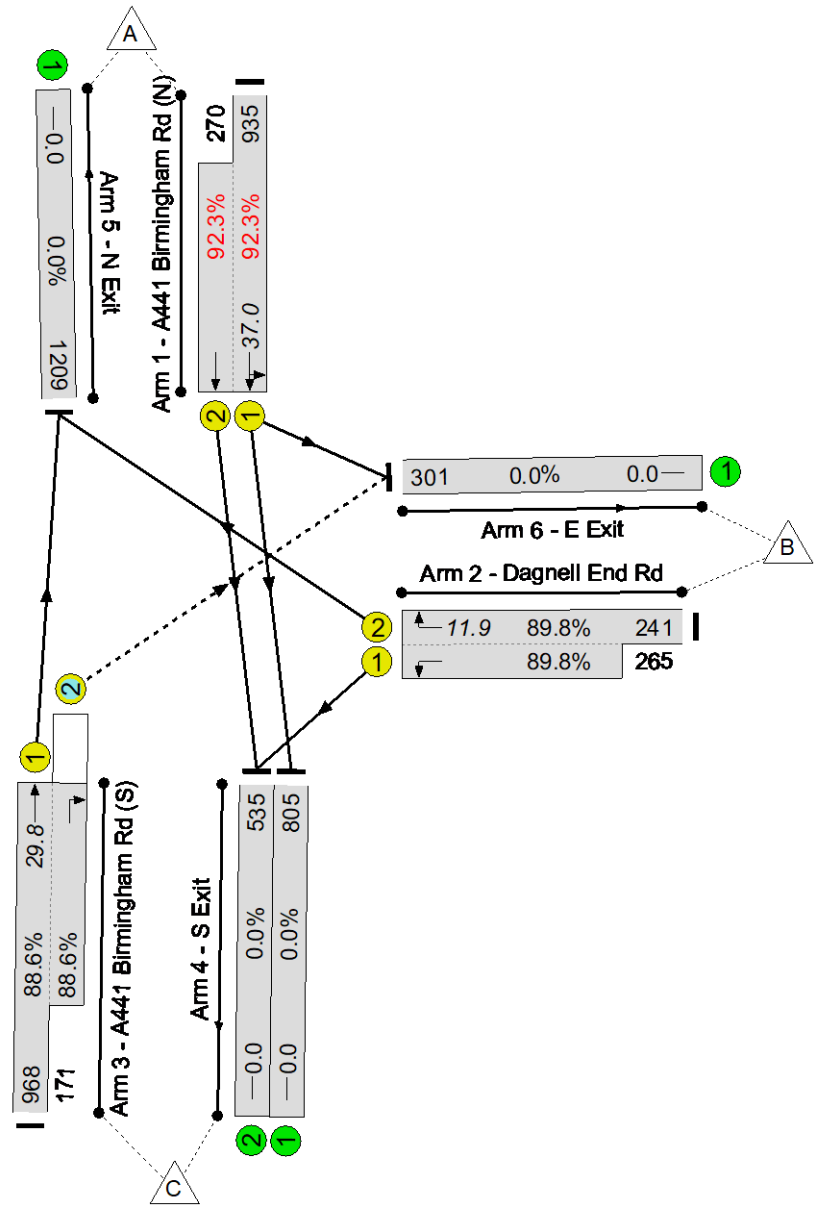 A
1
0.0 0.0% 1209
Arm 5 - N Exit
Arm 1 - A441 Birmingham Rd (N)
270 92.3%
935 92.3% 37.0
2
1
301 0.0% 0.0
1
Arm 6 - E Exit
B
Arm 2 - Dagnell End Rd
2
11.9 89.8% 241
1
89.8% 265
2
1
968 88.6% 29.8
171 88.6%
Arm 3 - A441 Birmingham Rd (S)
Arm 4 - S Exit
0.0 0.0% 535
0.0 0.0% 805
2
1
C